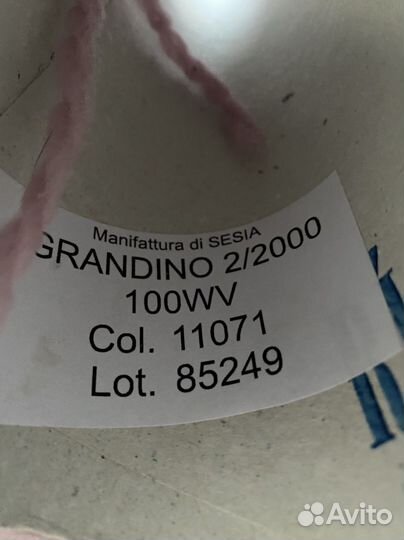 Manifattura di SESIA
GRANDINO 2/2000
100WV
Col. 11071
Lot. 85249
Avito